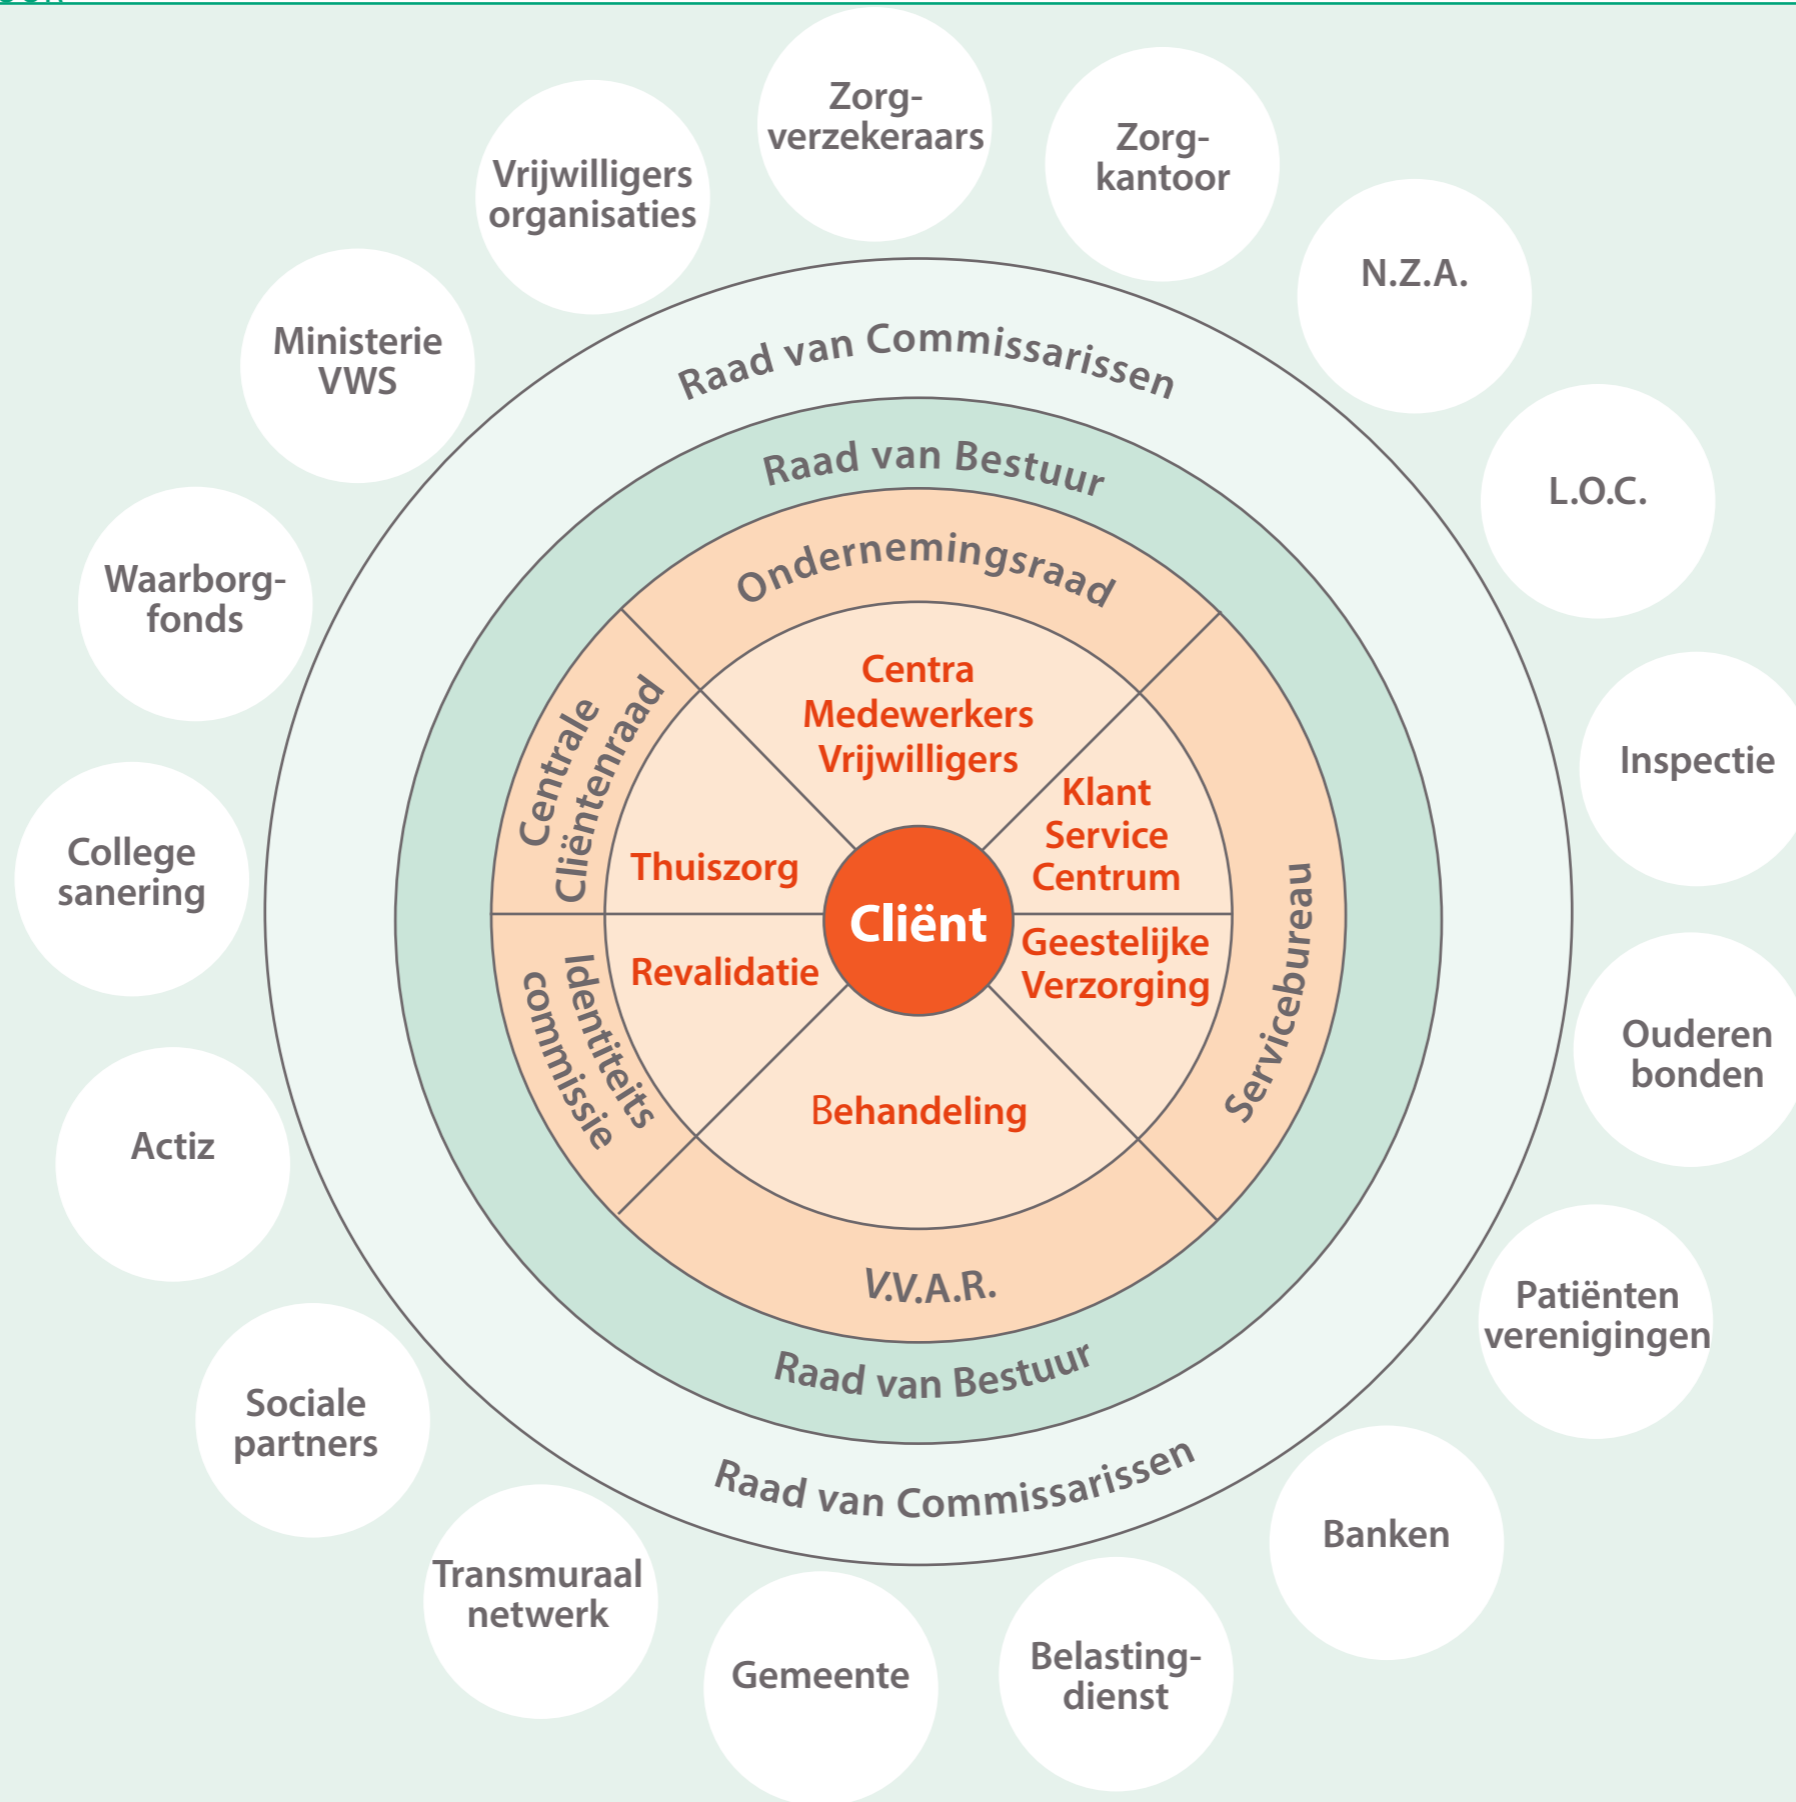 Zorg-
verzekeraars
Zorg-
kantoor
Vrijwilligers
organisaties
N.Z.A.
Ministerie
VWS
L.O.C.
Waarborg-
fonds
Inspectie
College
sanering
Ouderen
bonden
Actiz
Patiënten
verenigingen
Sociale
partners
Banken
Transmuraal
netwerk
Gemeente
Belasting-
dienst
Raad van Commissarissen
Raad van Bestuur
Ondernemingsraad
Centrale
Cliëntenraad
Centra
Medewerkers
Vrijwilligers
Klant
Service
Centrum
Thuiszorg
Cliënt
Revalidatie
Geestelijke
Verzorging
Behandeling
Servicebureau
Identiteits
commissie
V.V.A.R.
Raad van Bestuur
Raad van Commissarissen